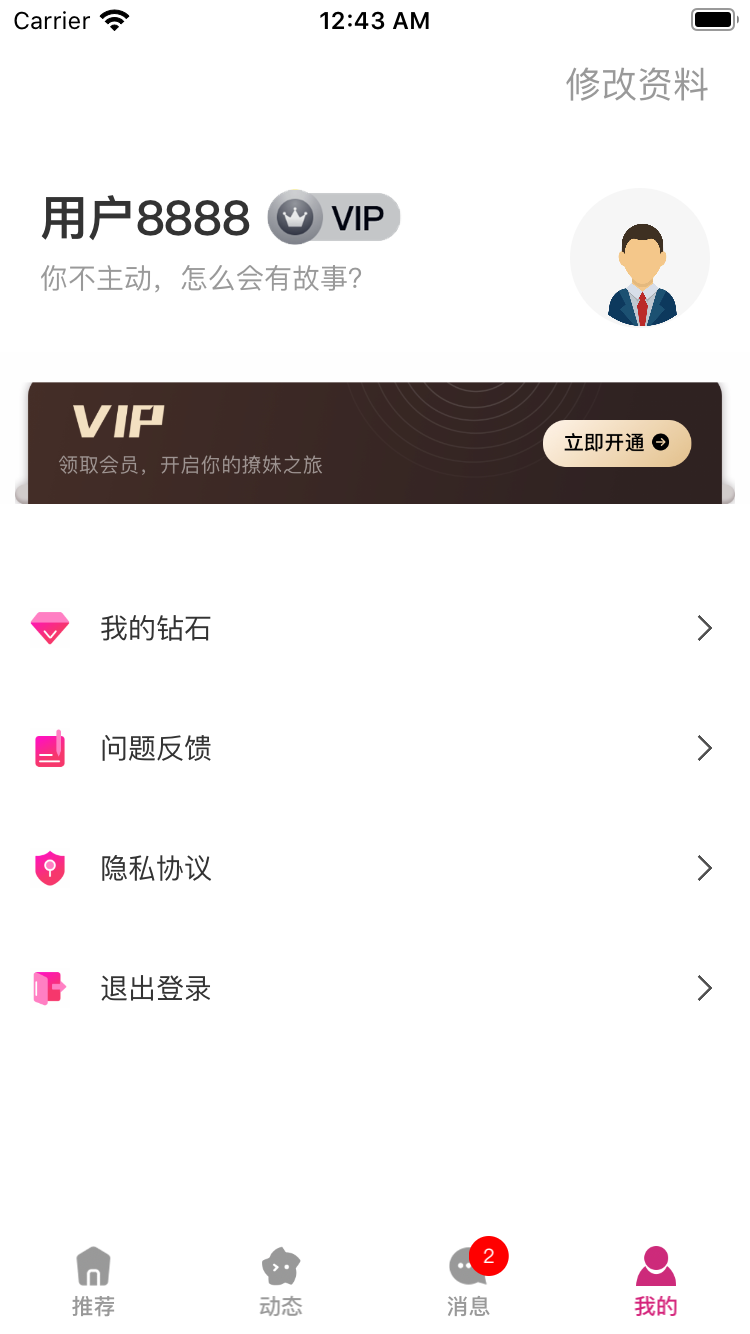 Carrier 12:43 AM
修改资料
用户8888 VIP
你不主动，怎么会有故事?
VIP
领取会员，开启你的撩妹之旅
立即开通
我的钻石
问题反馈
隐私协议
退出登录
2
推荐 动态 消息 我的